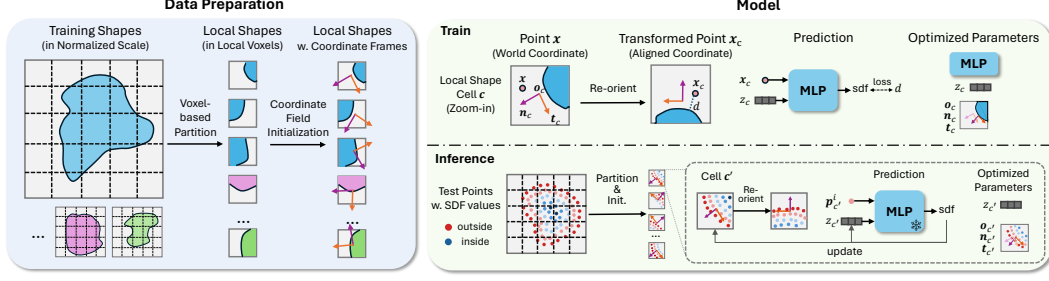 Data Preparation
Training Shapes
(in Normalized Scale)
Local Shapes
(in Local Voxels)
Local Shapes
w. Coordinate Frames
Voxel-
based
Partition
Coordinate
Field
Initialization
...
...
...
Model
Train
Point x
(World Coordinate)
Transformed Point x_c
(Aligned Coordinate)
Prediction
Optimized Parameters
Local Shape
Cell c
(Zoom-in)
x
o_c
n_c
t_c
Re-orient
x_c
d
x_c
z_c
MLP
sdf
loss
d
MLP
z_c
o_c
n_c
t_c
Inference
Test Points
w. SDF values
outside
inside
Partition
&
Init.
...
Cell c'
Re-
orient
Prediction
p^i_c'
z_c'
MLP
sdf
update
Optimized
Parameters
z_c'
o_c'
n_c'
t_c'